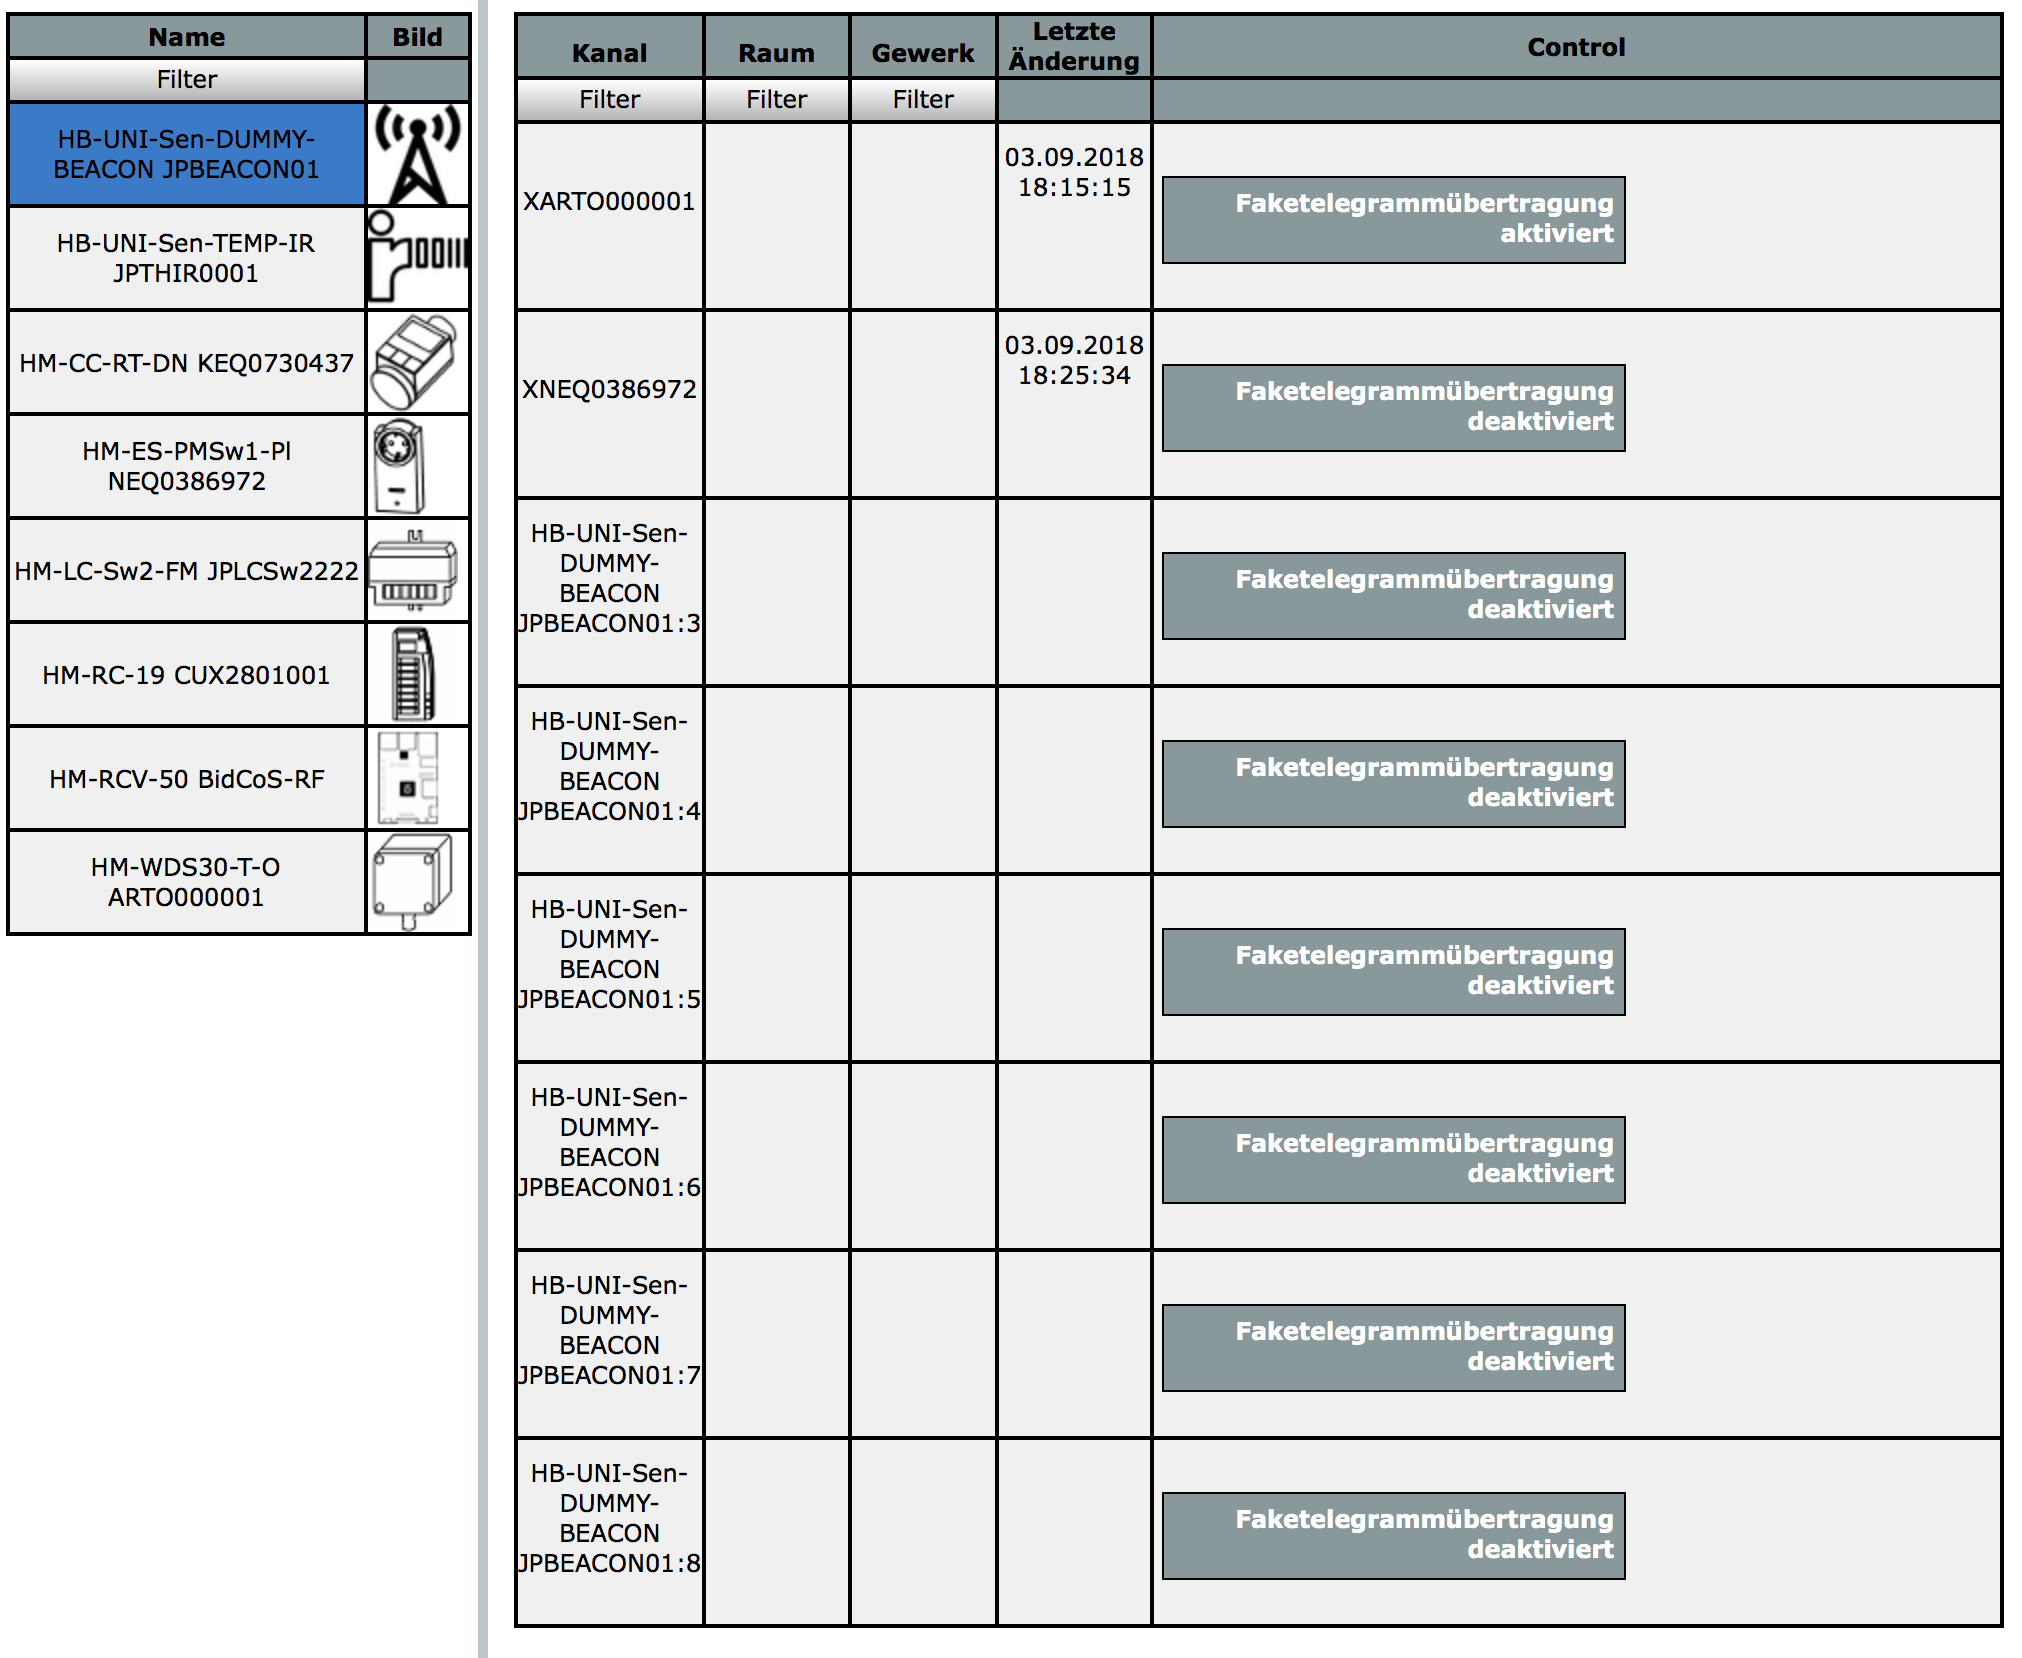 Name
Bild
Filter
HB-UNI-Sen-DUMMY-
BEACON JPBEACON01
HB-UNI-Sen-TEMP-IR
JPTHIR0001
HM-CC-RT-DN KEQ0730437
HM-ES-PMSw1-Pl
NEQ0386972
HM-LC-Sw2-FM JPLCSw2222
HM-RC-19 CUX2801001
HM-RCV-50 BidCoS-RF
HM-WDS30-T-O
ARTO000001
Kanal
Raum
Gewerk
Letzte
Änderung
Control
Filter
Filter
Filter
XARTO000001
03.09.2018
18:15:15
Faketelegrammübertragung
aktiviert
XNEQ0386972
03.09.2018
18:25:34
Faketelegrammübertragung
deaktiviert
HB-UNI-Sen-
DUMMY-
BEACON
JPBEACON01:3
Faketelegrammübertragung
deaktiviert
HB-UNI-Sen-
DUMMY-
BEACON
JPBEACON01:4
Faketelegrammübertragung
deaktiviert
HB-UNI-Sen-
DUMMY-
BEACON
JPBEACON01:5
Faketelegrammübertragung
deaktiviert
HB-UNI-Sen-
DUMMY-
BEACON
JPBEACON01:6
Faketelegrammübertragung
deaktiviert
HB-UNI-Sen-
DUMMY-
BEACON
JPBEACON01:7
Faketelegrammübertragung
deaktiviert
HB-UNI-Sen-
DUMMY-
BEACON
JPBEACON01:8
Faketelegrammübertragung
deaktiviert